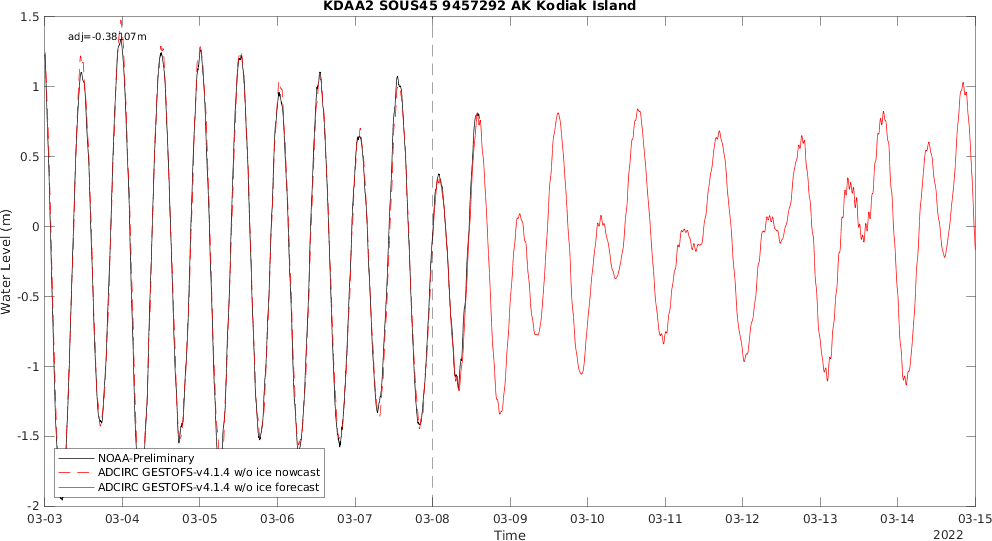 KDAA2 SOUS45 9457292 AK Kodiak Island
adj=-0.38107m
1.5
1
0.5
0
-0.5
-1
-1.5
-2
Water Level (m)
NOAA-Preliminary
ADCIRC GESTOFS-v4.1.4 w/o ice nowcast
ADCIRC GESTOFS-v4.1.4 w/o ice forecast
03-03 03-04 03-05 03-06 03-07 03-08 03-09 03-10 03-11 03-12 03-13 03-14 03-15
Time
2022